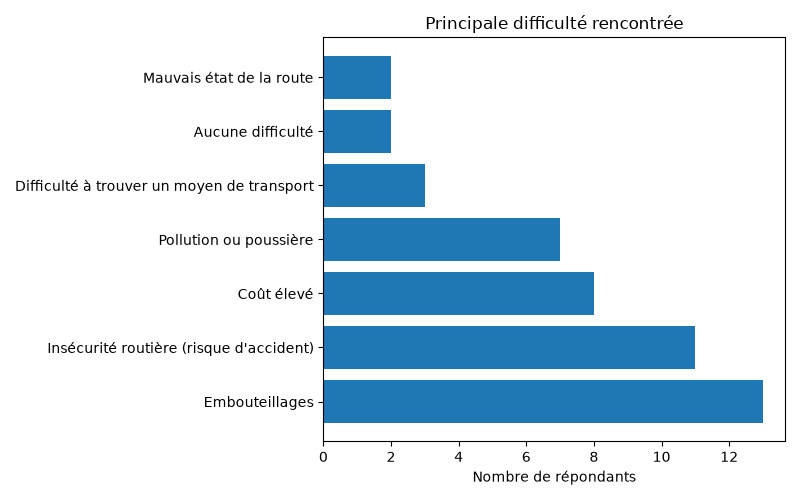 Principale difficulté rencontrée
Mauvais état de la route
Aucune difficulté
Difficulté à trouver un moyen de transport
Pollution ou poussière
Coût élevé
Insécurité routière (risque d'accident)
Embouteillages
0 2 4 6 8 10 12
Nombre de répondants